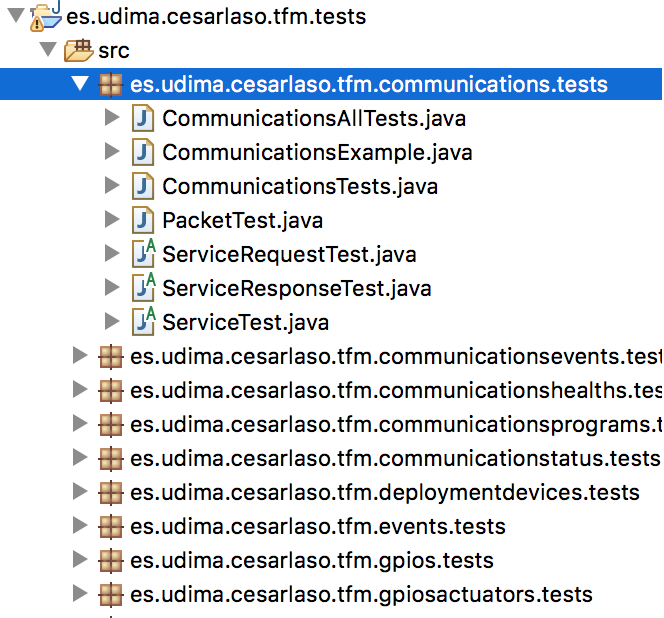 es.udima.cesarlaso.tfm.tests
src
es.udima.cesarlaso.tfm.communications.tests
CommunicationsAllTests.java
CommunicationsExample.java
CommunicationsTests.java
PacketTest.java
ServiceRequestTest.java
ServiceResponseTest.java
ServiceTest.java
es.udima.cesarlaso.tfm.communicationsevents.test
es.udima.cesarlaso.tfm.communicationshealths.tes
es.udima.cesarlaso.tfm.communicationsprograms.t
es.udima.cesarlaso.tfm.communicationstatus.tests
es.udima.cesarlaso.tfm.deploymentdevices.tests
es.udima.cesarlaso.tfm.events.tests
es.udima.cesarlaso.tfm.gpios.tests
es.udima.cesarlaso.tfm.gpiosactuators.tests